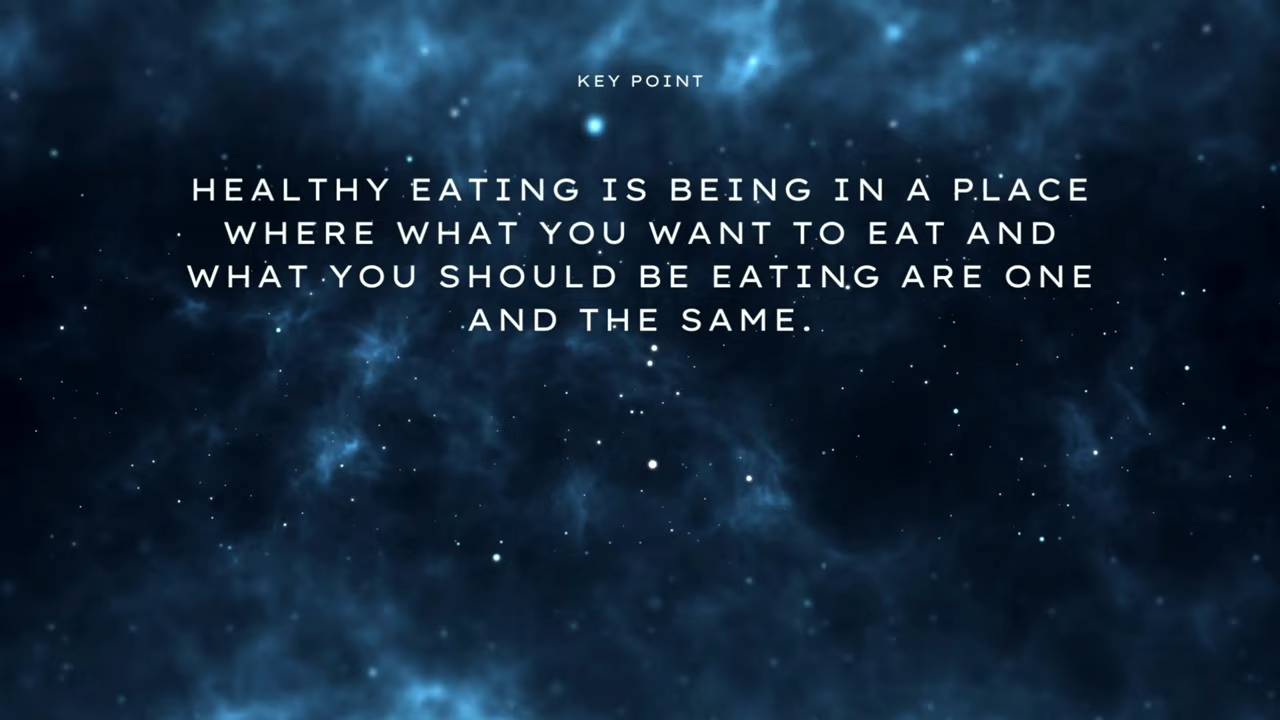 KEY POINT
HEALTHY EATING IS BEING IN A PLACE
WHERE WHAT YOU WANT TO EAT AND
WHAT YOU SHOULD BE EATING ARE ONE
AND THE SAME.